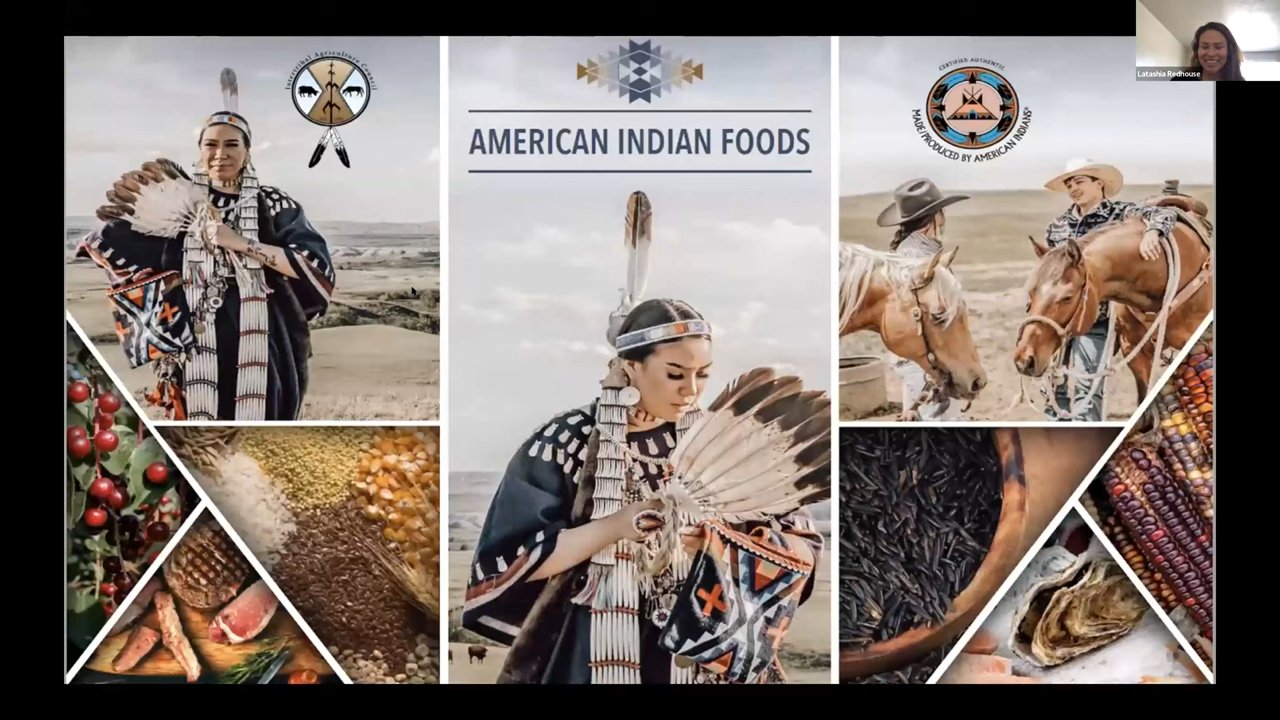 Intertribal Agriculture Council
AMERICAN INDIAN FOODS
CERTIFIED AUTHENTIC
MADE/PRODUCED BY AMERICAN INDIANS®
Latashia Redhouse